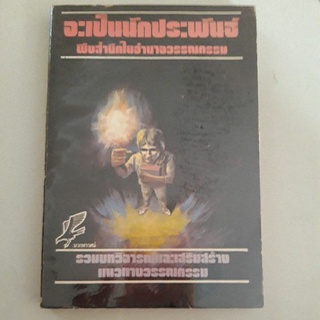 จะเป็นนักประพันธ์
พึงสำนึกในอำนาจวรรณกรรม
รวมบทวิจารณ์และเสริมสร้าง
แนวทางวรรณกรรม